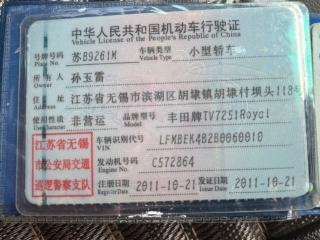 中华人民共和国机动车行驶证
Vehicle License of the People's Republic of China
号牌号码 苏B9261M 车辆类型 小型轿车
Plate No. Vehicle Type
所有人 孙玉雷
Owner
住址 江苏省无锡市滨湖区胡埭镇胡埭村坝头118号
Address
使用性质 非营运 品牌型号 丰田牌TV7251Royal
Use Character Model
江苏省无锡
市公安局交通
巡逻警察支队
车辆识别代号 LFMBEK4B2B0060010
VIN
发动机号码 C572864
Engine No.
注册日期 2011-10-21 发证日期 2011-10-21
Register Date Issue Date